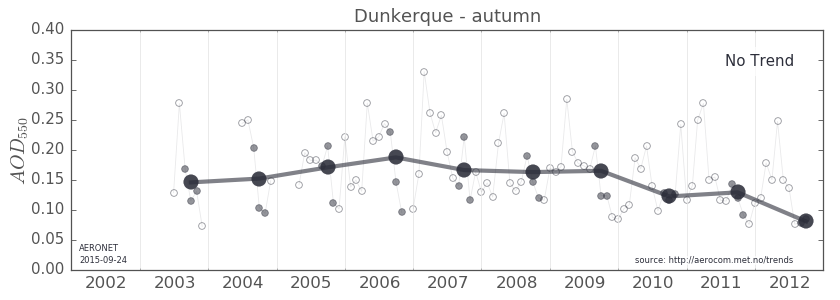 Dunkerque - autumn
0.40
0.35
0.30
0.25
0.20
0.15
0.10
0.05
0.00
AOD550
No Trend
AERONET
2015-09-24
source: http://aerocom.met.no/trends
2002 2003 2004 2005 2006 2007 2008 2009 2010 2011 2012